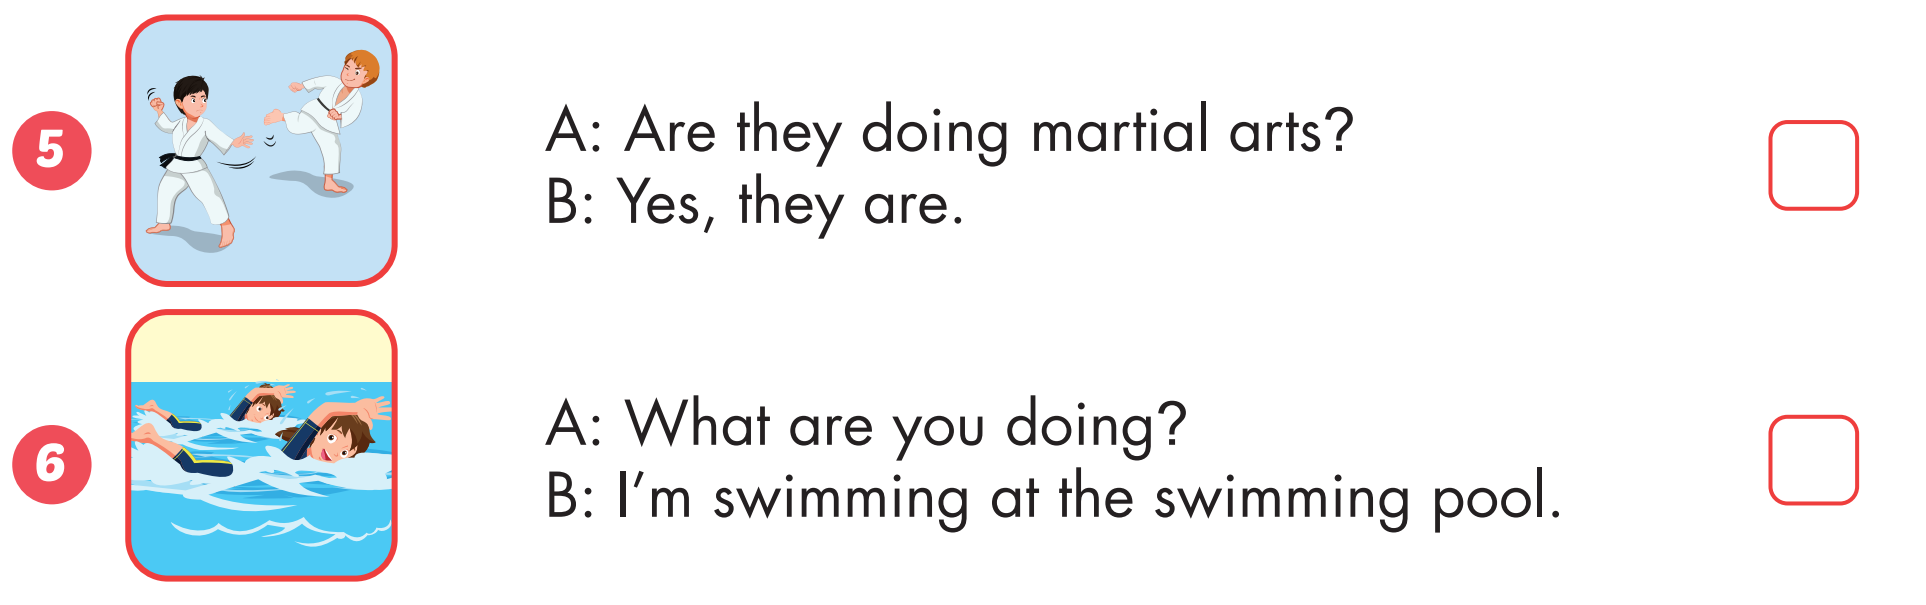 5
A: Are they doing martial arts?
B: Yes, they are.
6
A: What are you doing?
B: I’m swimming at the swimming pool.